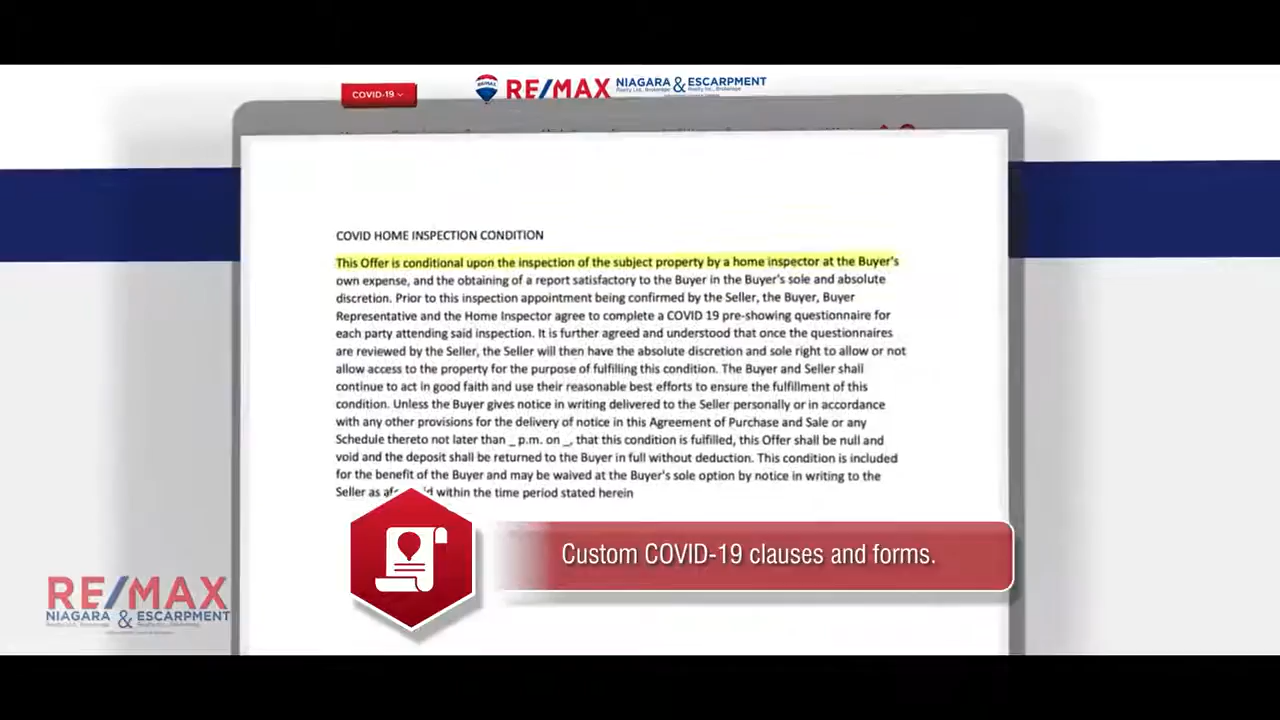 COVID-19
RE/MAX NIAGARA & ESCARPMENT
Realty Ltd., Brokerage Realty Inc., Brokerage
COVID HOME INSPECTION CONDITION
This Offer is conditional upon the inspection of the subject property by a home inspector at the Buyer's
own expense, and the obtaining of a report satisfactory to the Buyer in the Buyer's sole and absolute
discretion. Prior to this inspection appointment being confirmed by the Seller, the Buyer, Buyer
Representative and the Home Inspector agree to complete a COVID 19 pre-showing questionnaire for
each party attending said inspection. It is further agreed and understood that once the questionnaires
are reviewed by the Seller, the Seller will then have the absolute discretion and sole right to allow or not
allow access to the property for the purpose of fulfilling this condition. The Buyer and Seller shall
continue to act in good faith and use their reasonable best efforts to ensure the fulfillment of this
condition. Unless the Buyer gives notice in writing delivered to the Seller personally or in accordance
with any other provisions for the delivery of notice in this Agreement of Purchase and Sale or any
Schedule thereto not later than _ p.m. on _, that this condition is fulfilled, this Offer shall be null and
void and the deposit shall be returned to the Buyer in full without deduction. This condition is included
for the benefit of the Buyer and may be waived at the Buyer's sole option by notice in writing to the
Seller as within the time period stated herein
Custom COVID-19 clauses and forms.
RE/MAX
NIAGARA & ESCARPMENT